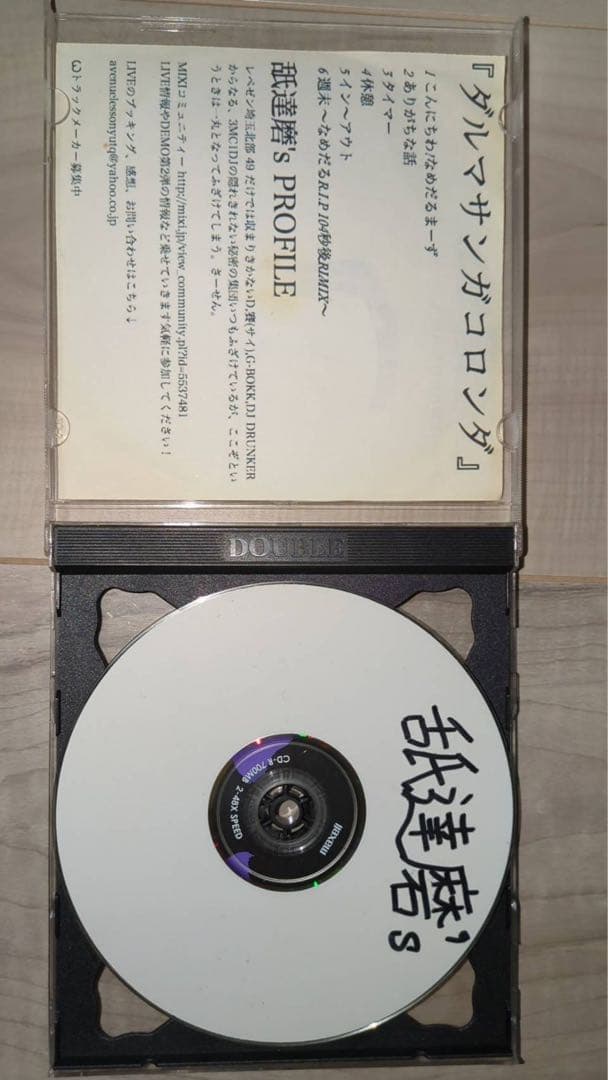 『ダルマサンガコロンダ』
1こんにちわ!なめだるまーず
2ありがちな話
3タイマー
4休憩
5イン～アウト
6週末～なめだるR.I.P 104秒後RIMIX～
舐達磨's PROFILE
レペゼン埼玉北部 49 だけでは収まりきかないD,賽(サイ),G-BOKK,DJ DRUNKER
からなる、3MC1DJの隠れきれない秘密の集団いつもふざけているが、ここぞとい
うときは一丸となってふざけてしまう。さーせん。
MIXIコミュニティー http://mixi.jp/view_community.pl?id=5537481
LIVE情報やDEMO第2弾の情報など乗せていきます気軽に参加してください！
LIVEのブッキング、感想、お問い合わせはこちら↓
avenuelessonyutq@yahoo.co.jp
ωトラックメーカー募集中
DOUBLE
舐達磨's
maxell
CD-R 700MB 2-48X SPEED